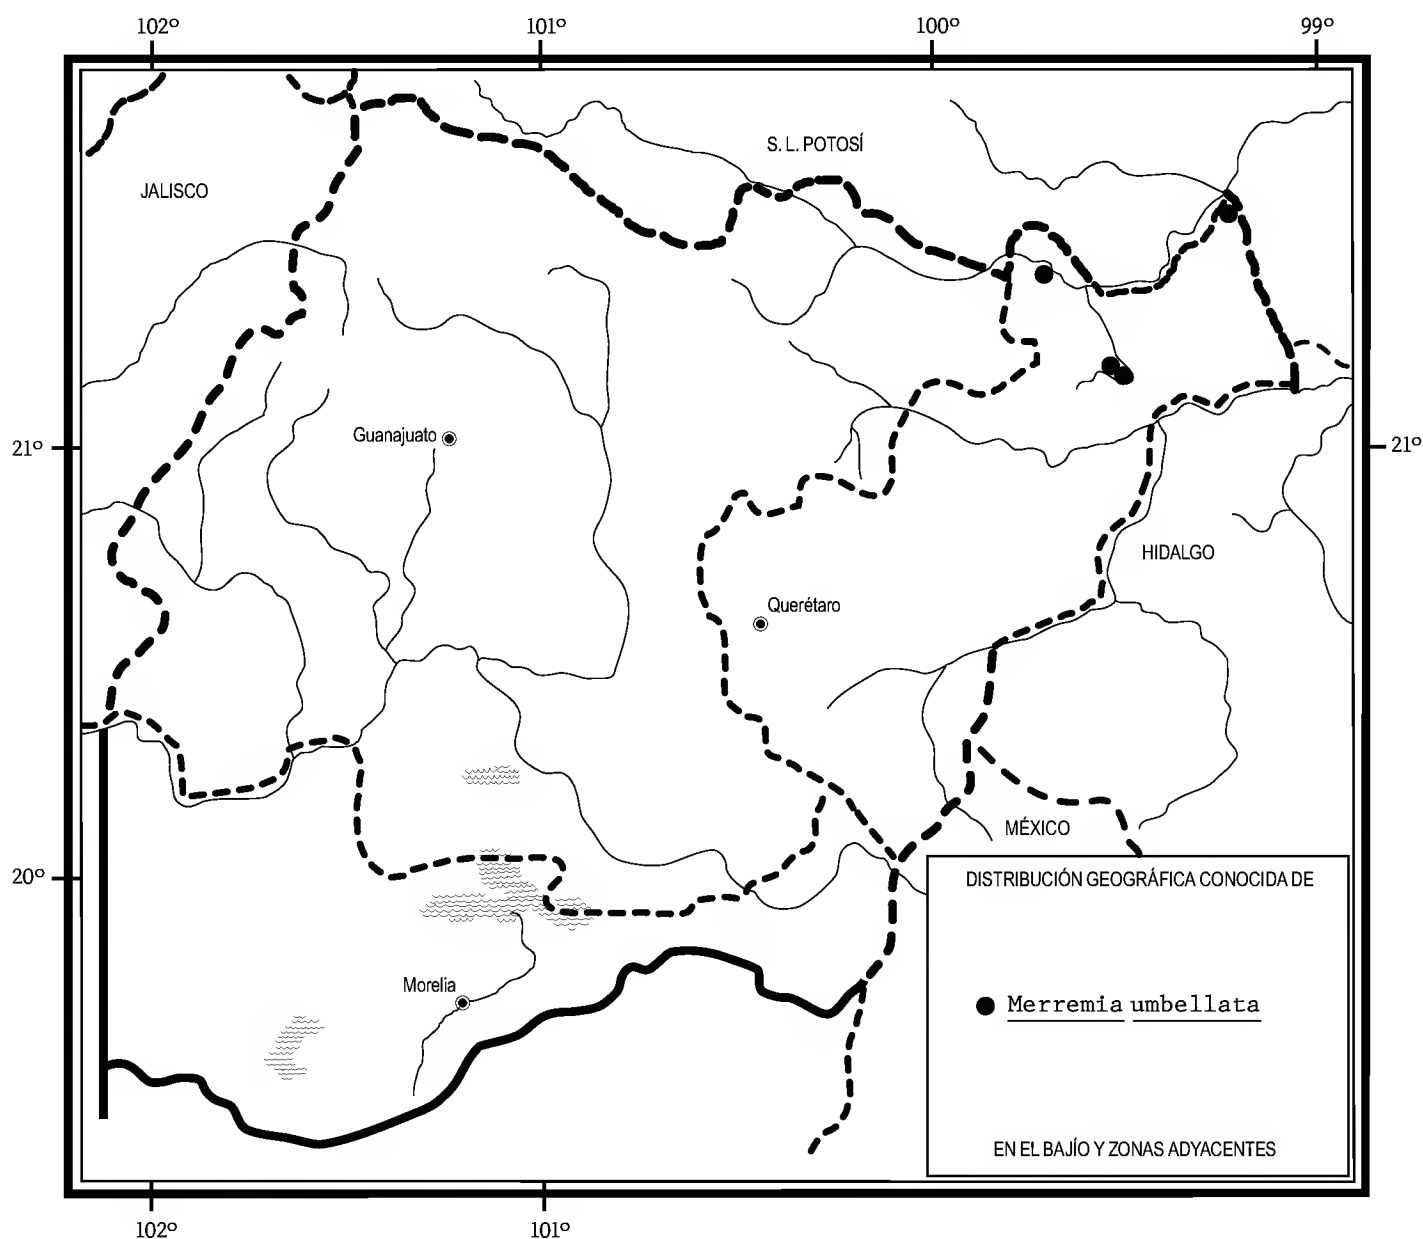 102º 101º 100º 99º
S. L. POTOSÍ
JALISCO
Guanajuato
21º
21º
HIDALGO
Querétaro
MÉXICO
20º
DISTRIBUCIÓN GEOGRÁFICA CONOCIDA DE
Morelia
Merremia umbellata
EN EL BAJÍO Y ZONAS ADYACENTES
102º 101º